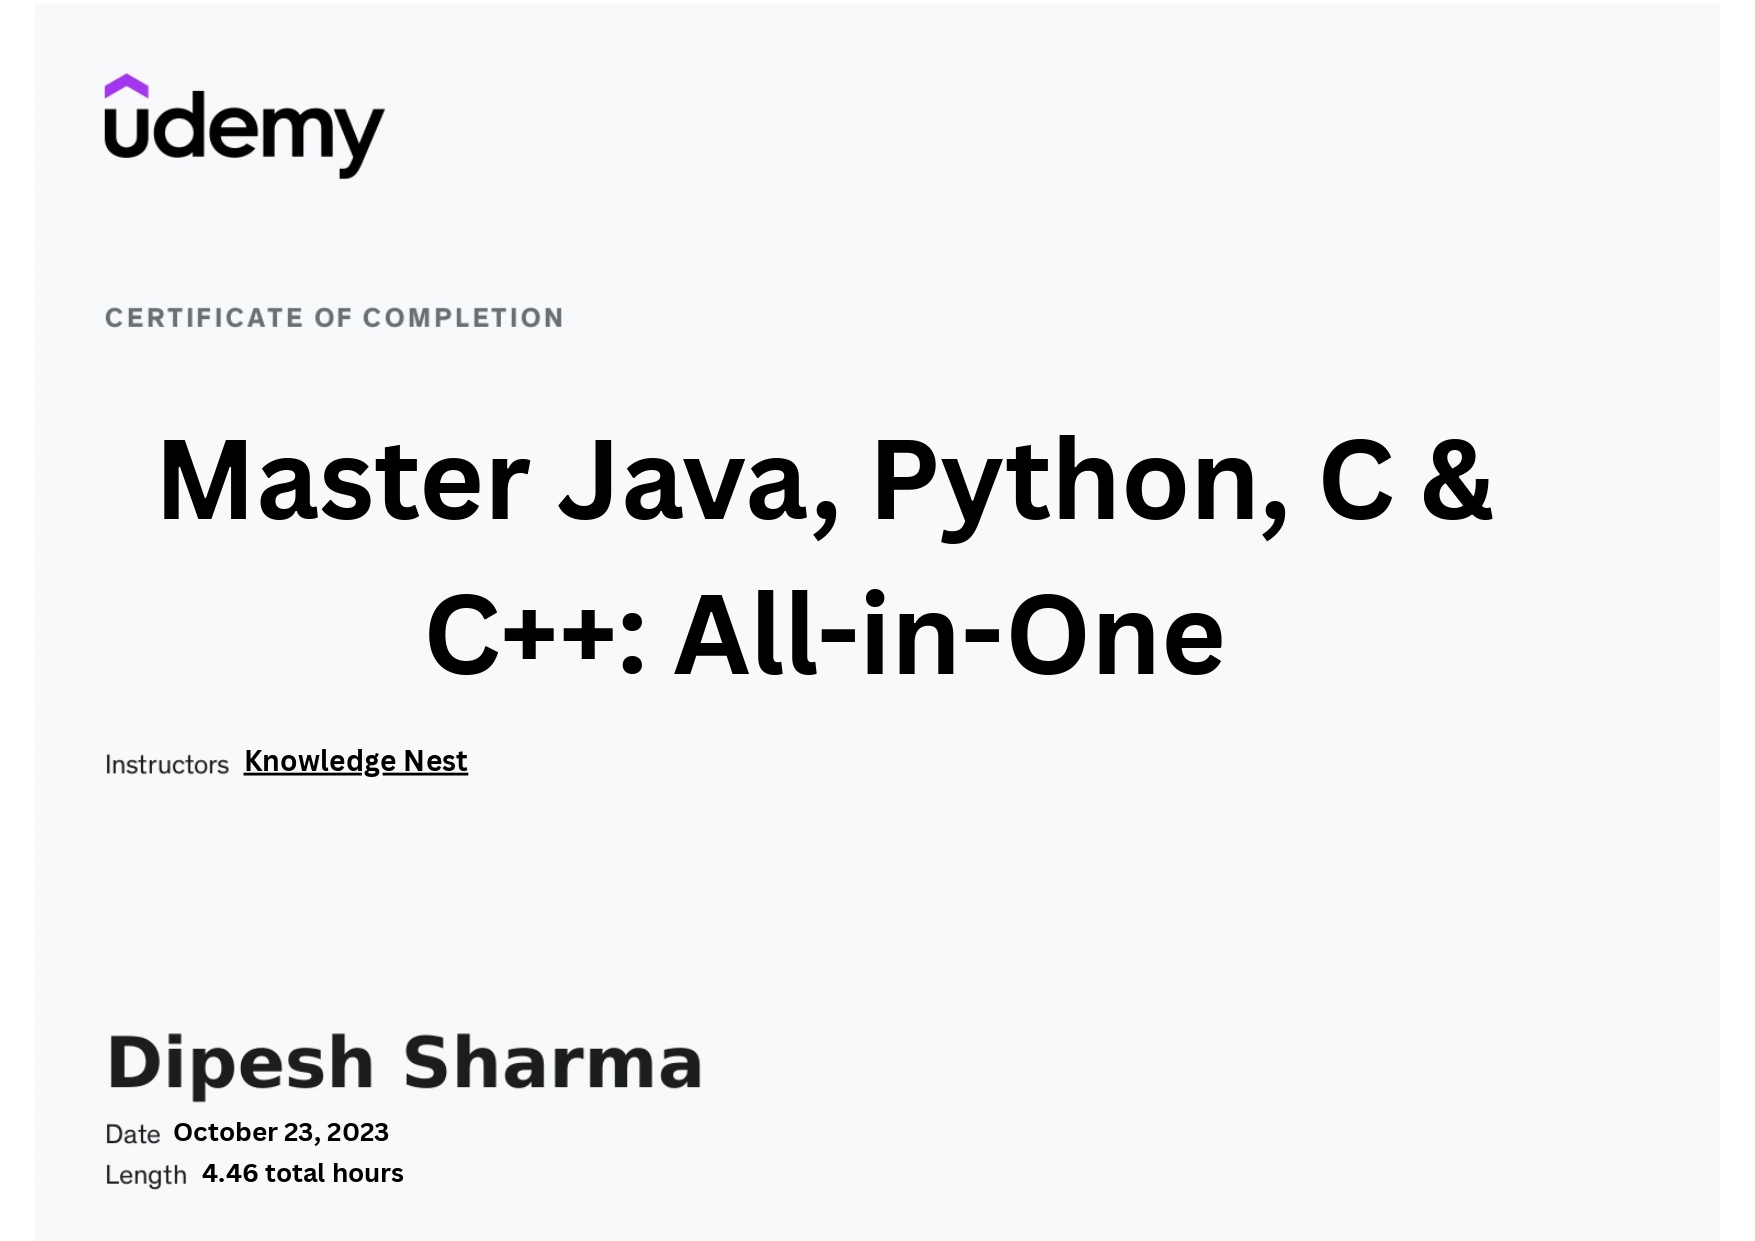 udemy
CERTIFICATE OF COMPLETION
Master Java, Python, C &
C++: All-in-One
Instructors Knowledge Nest
Dipesh Sharma
Date October 23, 2023
Length 4.46 total hours